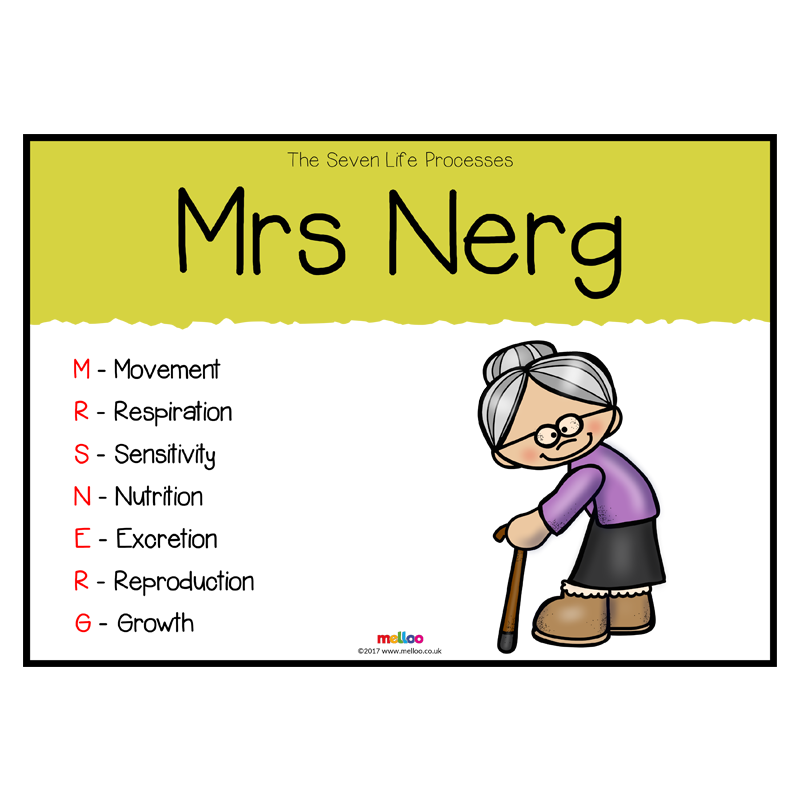 The Seven Life Processes
Mrs Nerg
M - Movement
R - Respiration
S - Sensitivity
N - Nutrition
E - Excretion
R - Reproduction
G - Growth
melloo
©2017 www.melloo.co.uk